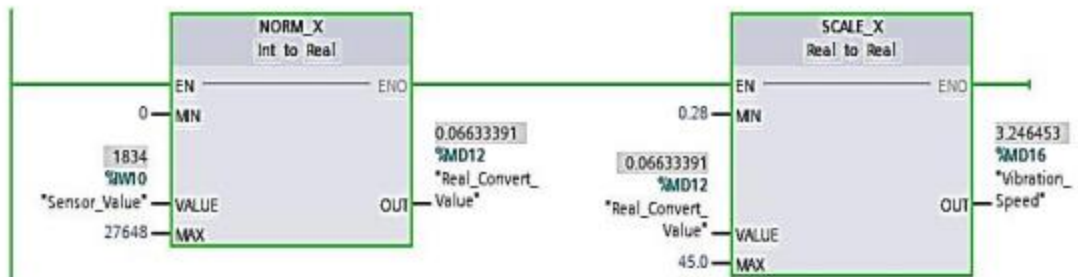 NORM_X
Int to Real
EN
ENO
0
MIN
1834
%IW10
"Sensor_Value"
VALUE
27648
MAX
0.06633391
%MD12
"Real_Convert_
Value"
OUT
SCALE_X
Real to Real
EN
ENO
0.28
MIN
0.06633391
%MD12
"Real_Convert_
Value"
VALUE
45.0
MAX
3.246453
%MD16
"Vibration_
Speed"
OUT